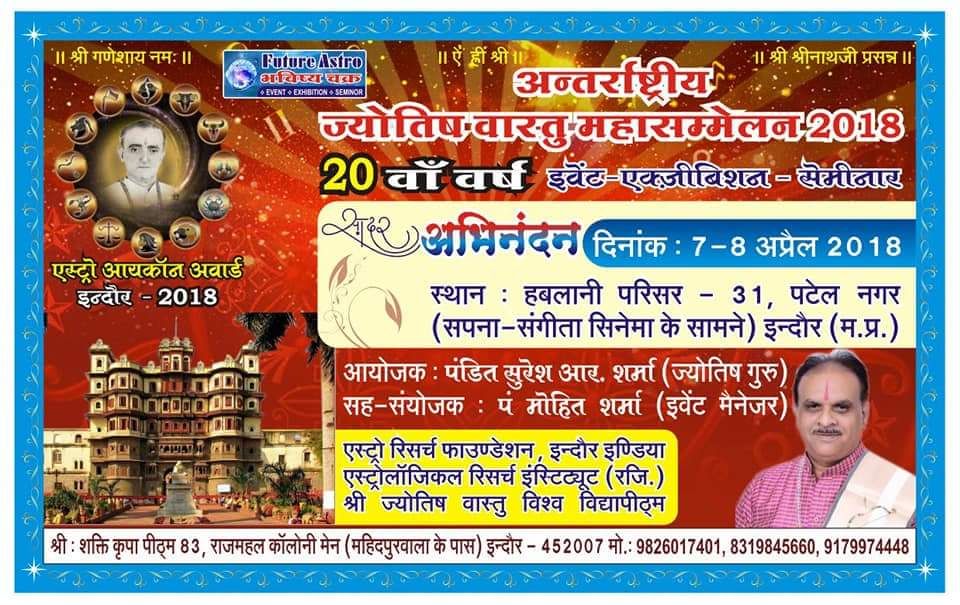 ॥ श्री गणेशाय नमः ॥
Future Astro
भविष्य चक्र
EVENT • EXHIBITION • SEMINOR
॥ ऐं ह्रीं श्री ॥
॥ श्री श्रीनाथजी प्रसन्न ॥
अन्तर्राष्ट्रीय
ज्योतिष वास्तु महासम्मेलन 2018
20 वाँ वर्ष इवेंट-एक्ज़ीबिशन - सेमीनार
सादर अभिनंदन दिनांक : 7-8 अप्रैल 2018
एस्ट्रो आयकॉन अवार्ड
इन्दौर - 2018
स्थान : हबलानी परिसर - 31, पटेल नगर
(सपना-संगीता सिनेमा के सामने) इन्दौर (म.प्र.)
आयोजक : पंडित सुरेश आर. शर्मा (ज्योतिष गुरु)
सह-संयोजक : पं मोहित शर्मा (इवेंट मैनेजर)
एस्ट्रो रिसर्च फाउण्डेशन, इन्दौर इण्डिया
एस्ट्रोलॉजिकल रिसर्च इंस्टिट्यूट (रजि.)
श्री ज्योतिष वास्तु विश्व विद्यापीठ्म
श्री : शक्ति कृपा पीठ्म 83, राजमहल कॉलोनी मेन (महिदपुरवाला के पास) इन्दौर - 452007 मो.: 9826017401, 8319845660, 9179974448